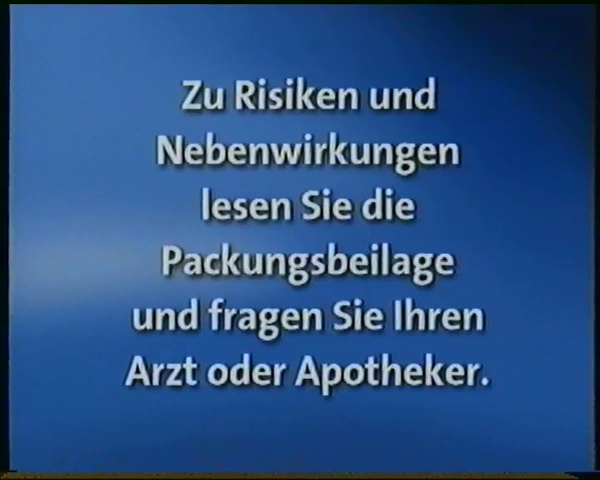 Zu Risiken und
Nebenwirkungen
lesen Sie die
Packungsbeilage
und fragen Sie Ihren
Arzt oder Apotheker.